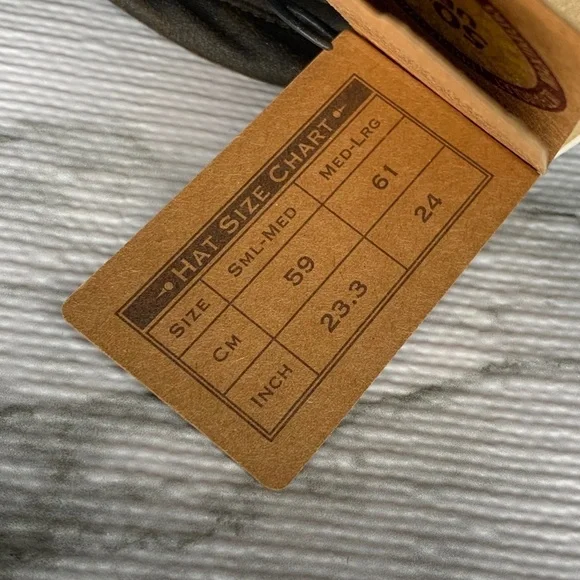 HAT SIZE CHART
SIZE SML-MED MED-LRG
CM 59 61
INCH 23.3 24